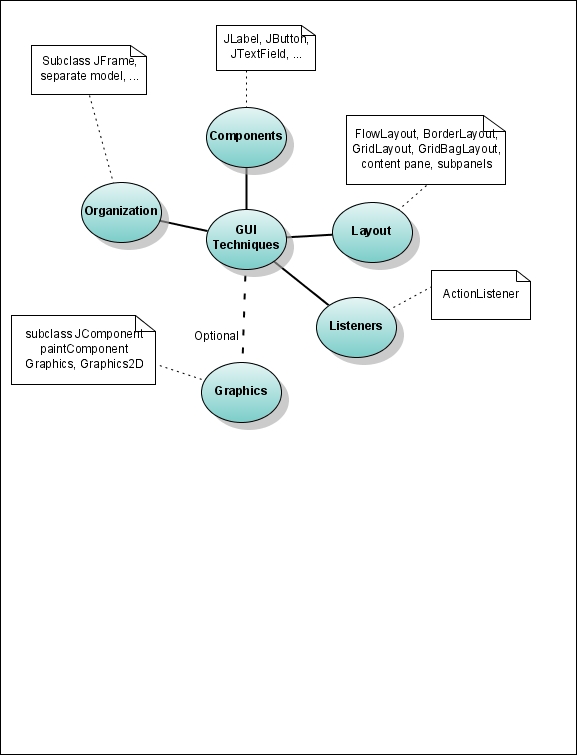 JLabel, JButton,
JTextField, ...
Subclass JFrame,
separate model, ...
Components
FlowLayout, BorderLayout,
GridLayout, GridBagLayout,
content pane, subpanels
Organization
GUI
Techniques
Layout
ActionListener
Listeners
subclass JComponent
paintComponent
Graphics, Graphics2D
Optional
Graphics